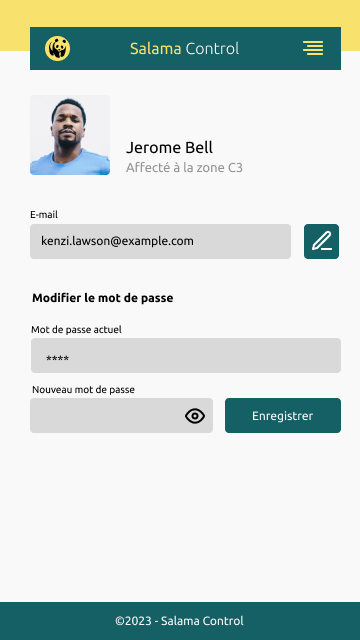 Salama Control
Jerome Bell
Affecté à la zone C3
E-mail
kenzi.lawson@example.com
Modifier le mot de passe
Mot de passe actuel
****
Nouveau mot de passe
Enregistrer
©2023 - Salama Control